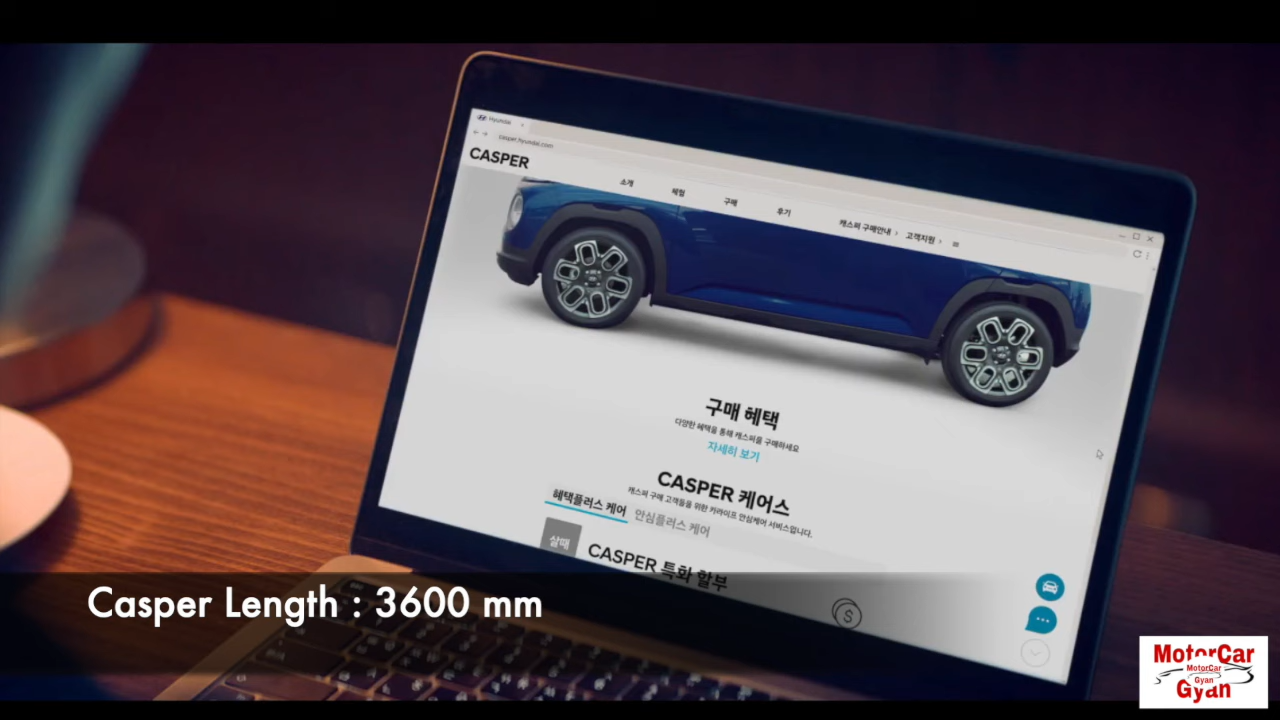 Hyundai
casper.hyundai.com
CASPER
소개 체험 구매 후기 캐스퍼 구매안내 고객지원
구매 혜택
다양한 혜택을 통해 캐스퍼를 구매하세요
자세히 보기
CASPER 케어스
캐스퍼 구매 고객들을 위한 카라이프 안심케어 서비스입니다.
혜택플러스 케어 안심플러스 케어
살때
CASPER 특화 할부
Casper Length : 3600 mm
MotorCar
MotorCar
Gyan
Gyan